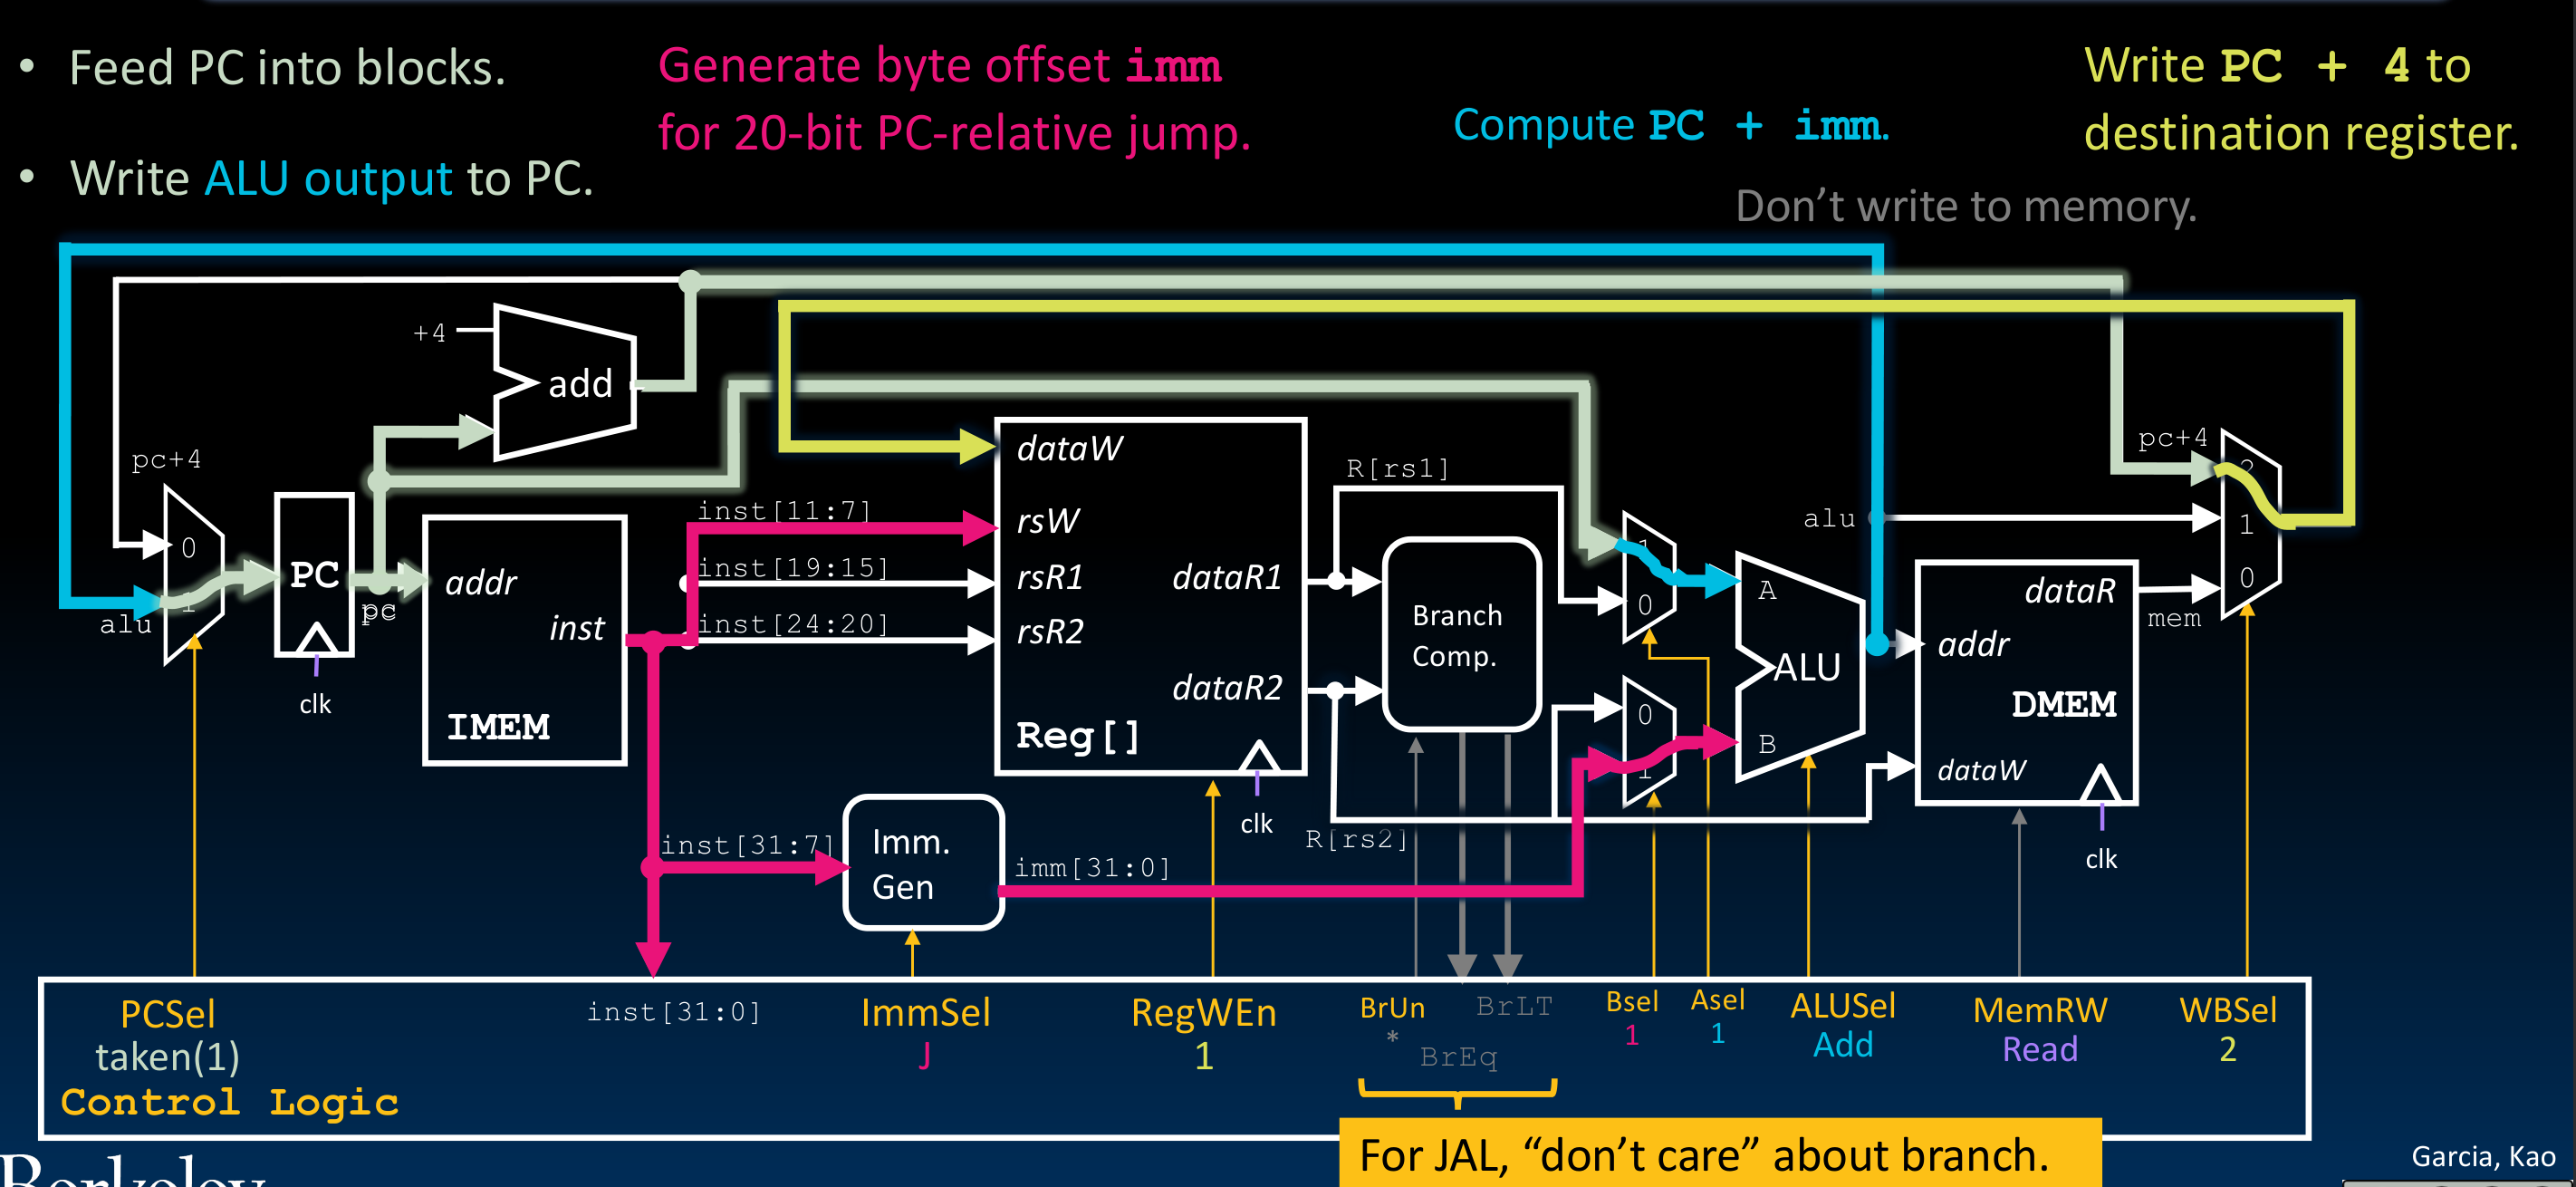 • Feed PC into blocks.
• Write ALU output to PC.
Generate byte offset imm
for 20-bit PC-relative jump.
Compute PC + imm.
Write PC + 4 to
destination register.
Don’t write to memory.
+4
add
pc+4
0
1
alu
PC
clk
pc
addr
inst
IMEM
inst[11:7]
inst[19:15]
inst[24:20]
inst[31:7]
dataW
rsW
rsR1
rsR2
dataR1
dataR2
Reg[]
clk
Imm.
Gen
imm[31:0]
R[rs1]
R[rs2]
Branch
Comp.
1
0
0
1
A
B
ALU
alu
addr
dataR
DMEM
dataW
clk
mem
pc+4
2
1
0
PCSel
taken(1)
Control Logic
inst[31:0]
ImmSel
J
RegWEn
1
BrUn
*
BrEq
BrLT
Bsel
1
Asel
1
ALUSel
Add
MemRW
Read
WBSel
2
For JAL, “don’t care” about branch.
Berkeley
Garcia, Kao